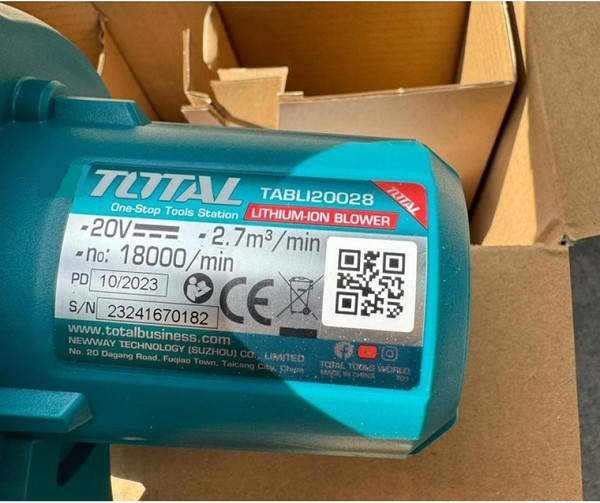 TOTAL
One-Stop Tools Station
TABLI20028
LITHIUM-ION BLOWER
TOTAL
-20V
-2.7m³/min
-no: 18000/min
PD 10/2023
S/N 23241670182
CE
www.totalbusiness.com
NEWWAY TECHNOLOGY (SUZHOU) CO., LIMITED
No. 20 Dagang Road, Fuqiao Town, Taicang City, China
TOTAL TOOLS WORLD
MADE IN CHINA
T01